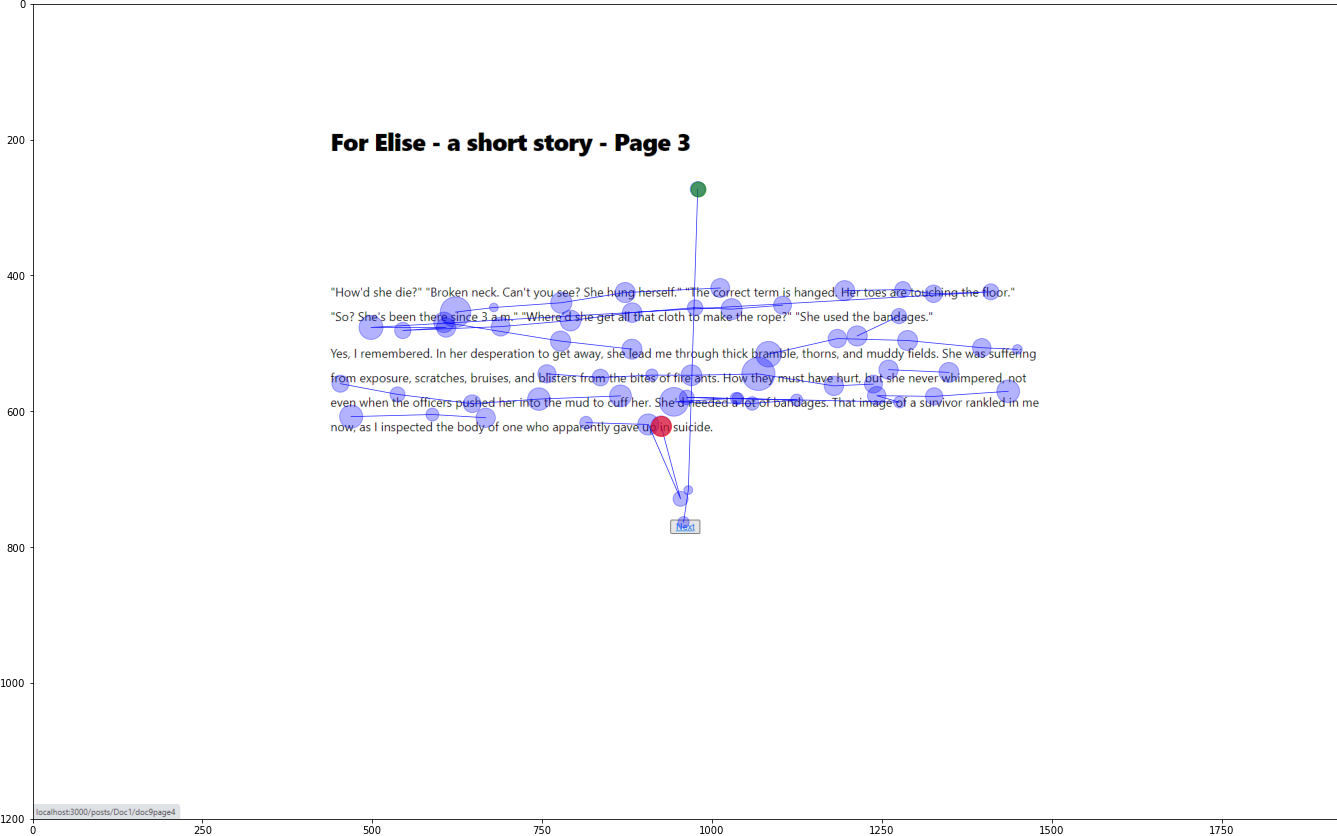 For Elise - a short story - Page 3
"How'd she die?" "Broken neck. Can't you see? She hung herself." "The correct term is hanged. Her toes are touching the floor."
"So? She's been there since 3 a.m." "Where'd she get all that cloth to make the rope?" "She used the bandages."
Yes, I remembered. In her desperation to get away, she lead me through thick bramble, thorns, and muddy fields. She was suffering
from exposure, scratches, bruises, and blisters from the bites of fire ants. How they must have hurt, but she never whimpered, not
even when the officers pushed her into the mud to cuff her. She'd needed a lot of bandages. That image of a survivor rankled in me
now, as I inspected the body of one who apparently gave up in suicide.
Next
localhost:3000/posts/Doc1/doc9page4
0
200
400
600
800
1000
1200
0 250 500 750 1000 1250 1500 1750